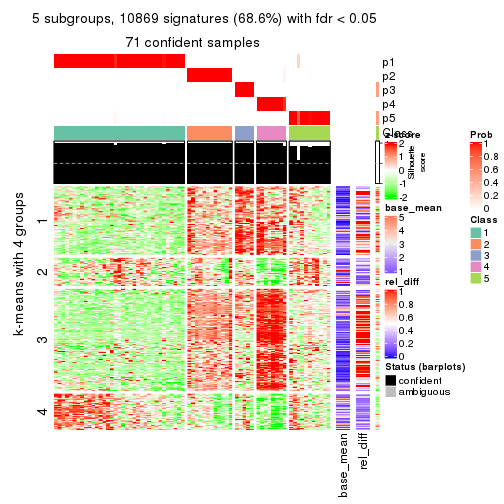 5 subgroups, 10869 signatures (68.6%) with fdr < 0.05
71 confident samples
p1
p2
p3
p4
p5
Class
z-score
2
1
0
-1
-2
Silhouette
score
Prob
1
0.8
0.6
0.4
0.2
0
base_mean
5
4
3
2
1
Class
1
2
3
4
5
rel_diff
1
0.8
0.6
0.4
0.2
0
Status (barplots)
confident
ambiguous
k-means with 4 groups
1
2
3
4
base_mean
rel_diff